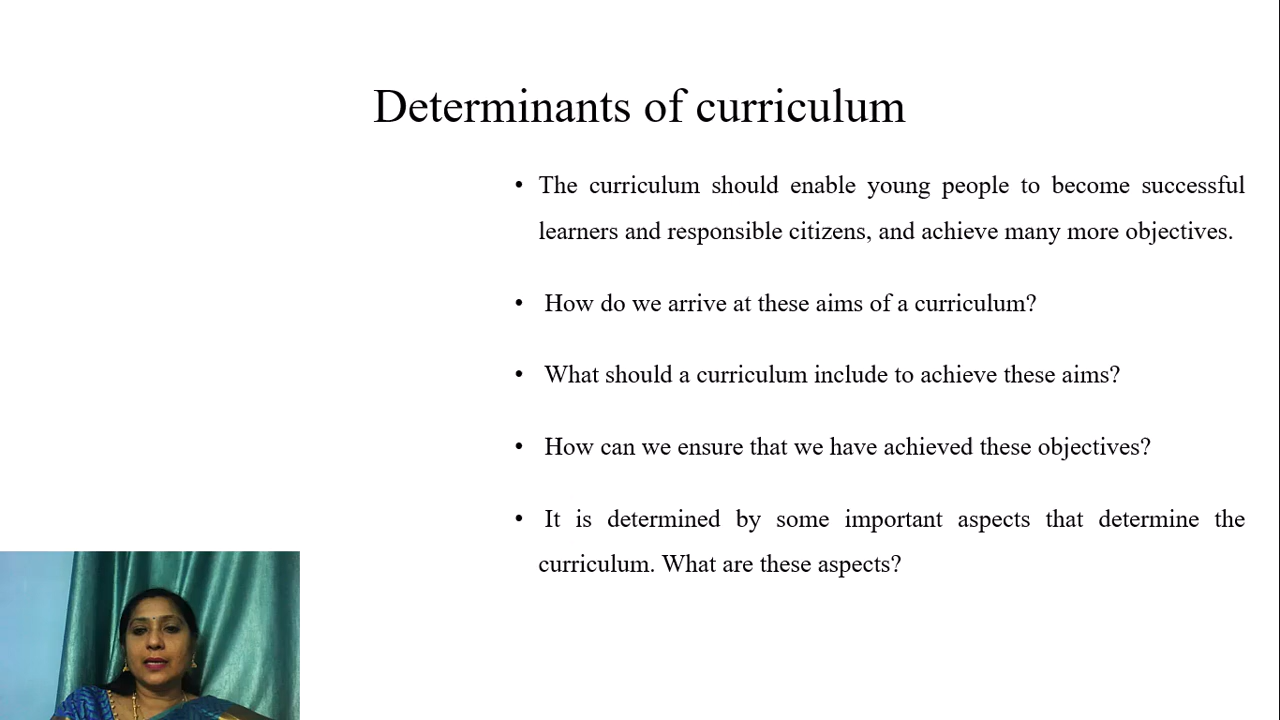 Determinants of curriculum
• The curriculum should enable young people to become successful
learners and responsible citizens, and achieve many more objectives.
• How do we arrive at these aims of a curriculum?
• What should a curriculum include to achieve these aims?
• How can we ensure that we have achieved these objectives?
• It is determined by some important aspects that determine the
curriculum. What are these aspects?